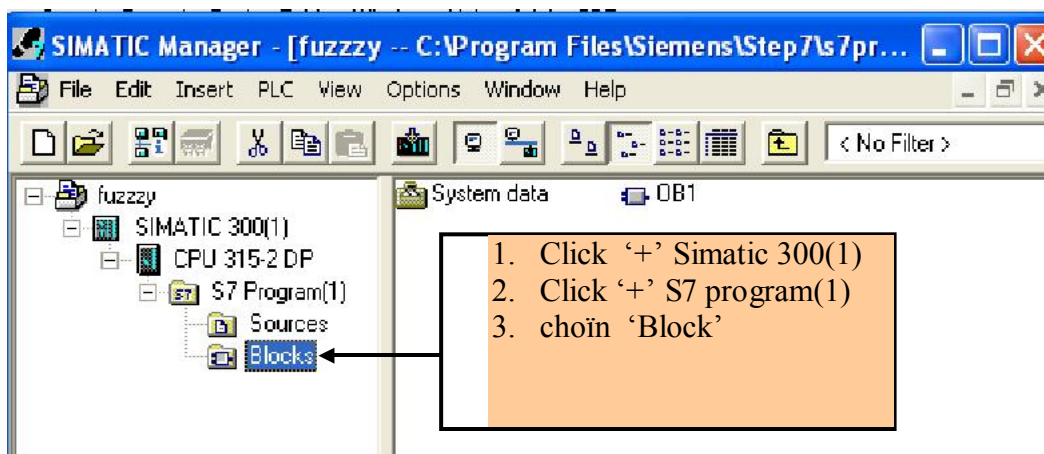 SIMATIC Manager - [fuzzzy -- C:\Program Files\Siemens\Step7\s7pr...
File Edit Insert PLC View Options Window Help
< No Filter >
fuzzzy
System data OB1
SIMATIC 300(1)
CPU 315-2 DP
S7 Program(1)
Sources
Blocks
1. Click ‘+’ Simatic 300(1)
2. Click ‘+’ S7 program(1)
3. choïn ‘Block’